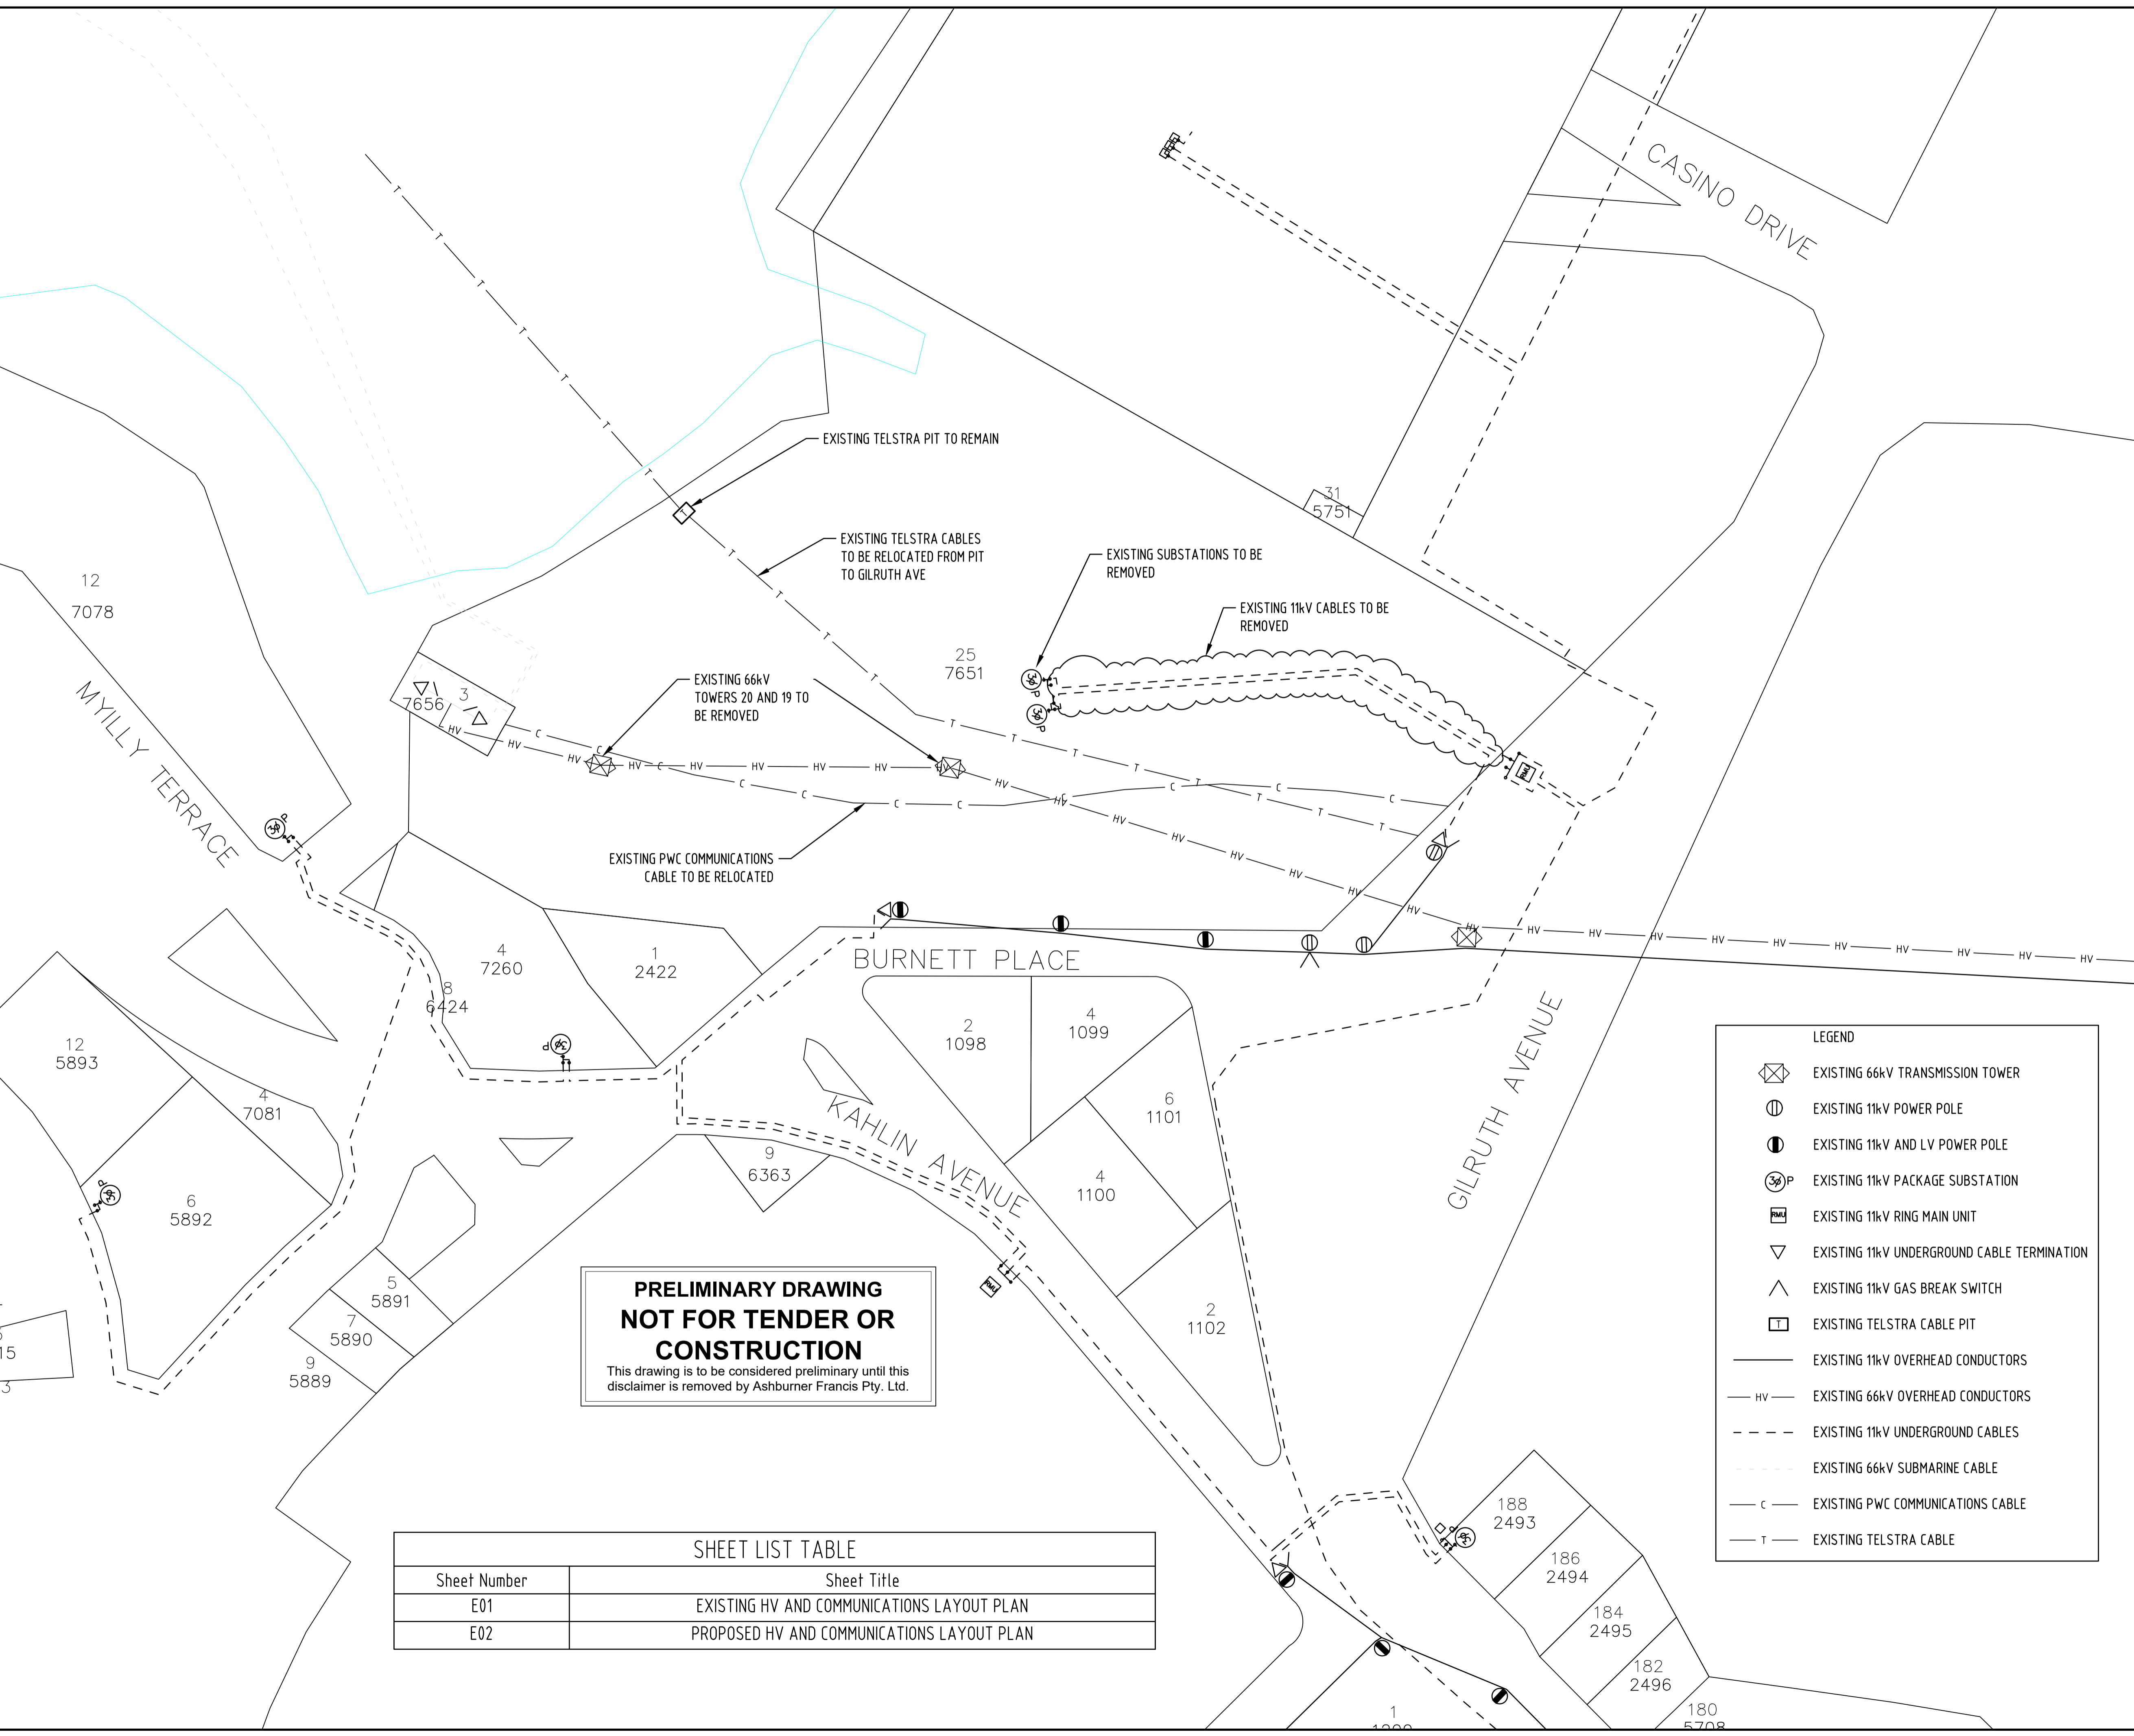 CASINO DRIVE
EXISTING TELSTRA PIT TO REMAIN
31
5751
EXISTING TELSTRA CABLES
TO BE RELOCATED FROM PIT
TO GILRUTH AVE
EXISTING SUBSTATIONS TO BE
REMOVED
EXISTING 11kV CABLES TO BE
REMOVED
12
7078
25
7651
EXISTING 66kV
TOWERS 20 AND 19 TO
BE REMOVED
3
7656
MYILLY TERRACE
RMU
EXISTING PWC COMMUNICATIONS
CABLE TO BE RELOCATED
4
7260
1
2422
BURNETT PLACE
8
6424
2
1098
4
1099
12
5893
4
7081
6
1101
KAHLIN AVENUE
GILRUTH AVENUE
9
6363
4
1100
6
5892
5
5891
7
5890
9
5889
2
1102
RMU
15
3
PRELIMINARY DRAWING
NOT FOR TENDER OR
CONSTRUCTION
This drawing is to be considered preliminary until this
disclaimer is removed by Ashburner Francis Pty. Ltd.
LEGEND
EXISTING 66kV TRANSMISSION TOWER
EXISTING 11kV POWER POLE
EXISTING 11kV AND LV POWER POLE
3ø P EXISTING 11kV PACKAGE SUBSTATION
RMU EXISTING 11kV RING MAIN UNIT
EXISTING 11kV UNDERGROUND CABLE TERMINATION
EXISTING 11kV GAS BREAK SWITCH
T EXISTING TELSTRA CABLE PIT
EXISTING 11kV OVERHEAD CONDUCTORS
HV EXISTING 66kV OVERHEAD CONDUCTORS
EXISTING 11kV UNDERGROUND CABLES
EXISTING 66kV SUBMARINE CABLE
C EXISTING PWC COMMUNICATIONS CABLE
T EXISTING TELSTRA CABLE
188
2493
186
2494
184
2495
182
2496
180
5708
1
SHEET LIST TABLE
Sheet Number Sheet Title
E01 EXISTING HV AND COMMUNICATIONS LAYOUT PLAN
E02 PROPOSED HV AND COMMUNICATIONS LAYOUT PLAN